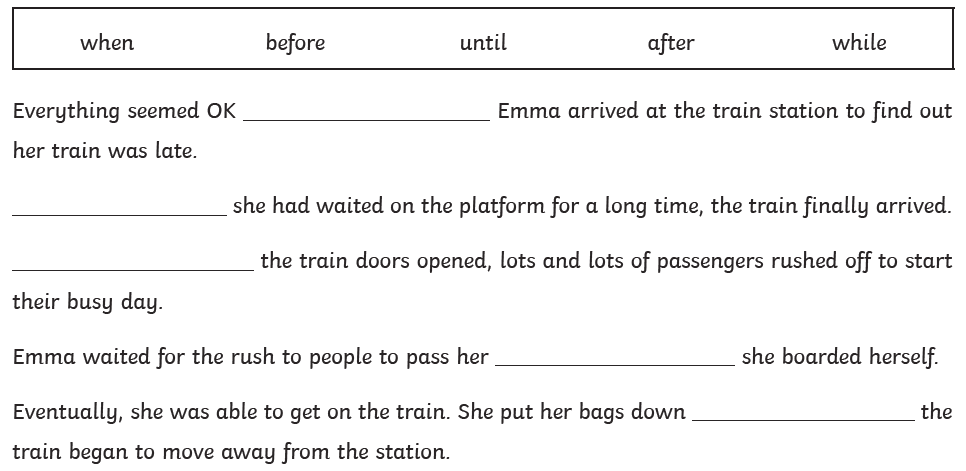 when before until after while
Everything seemed OK ____________________ Emma arrived at the train station to find out
her train was late.
____________________ she had waited on the platform for a long time, the train finally arrived.
____________________ the train doors opened, lots and lots of passengers rushed off to start
their busy day.
Emma waited for the rush to people to pass her ____________________ she boarded herself.
Eventually, she was able to get on the train. She put her bags down ____________________ the
train began to move away from the station.